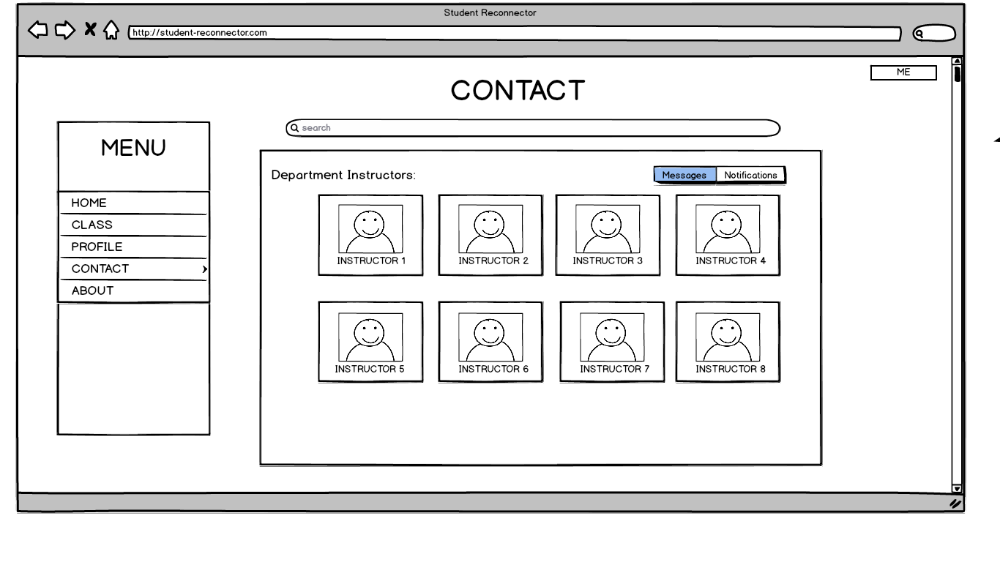 Student Reconnector
http://student-reconnector.com
ME
CONTACT
search
MENU
HOME
CLASS
PROFILE
CONTACT
ABOUT
Department Instructors:
Messages Notifications
INSTRUCTOR 1 INSTRUCTOR 2 INSTRUCTOR 3 INSTRUCTOR 4
INSTRUCTOR 5 INSTRUCTOR 6 INSTRUCTOR 7 INSTRUCTOR 8